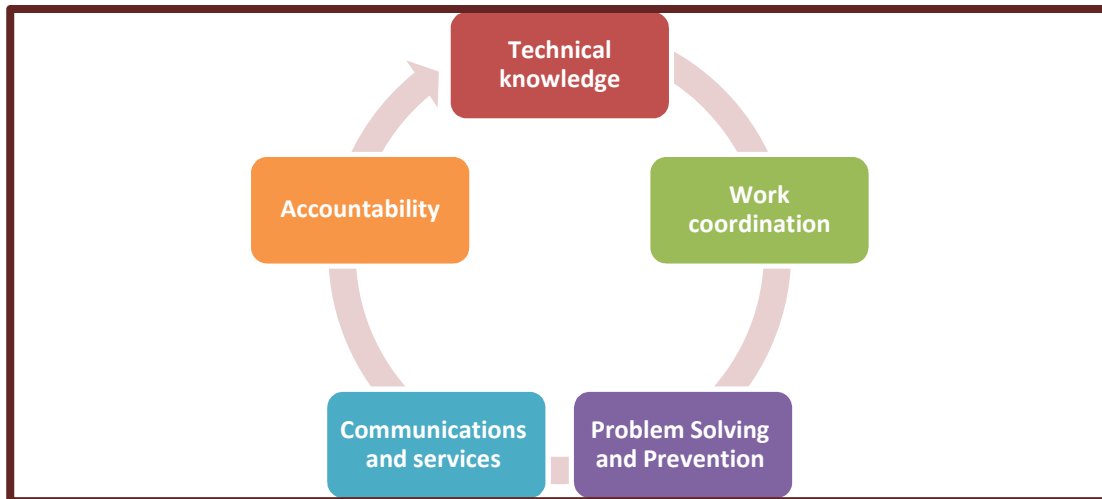 Technical
knowledge
Work
coordination
Problem Solving
and Prevention
Communications
and services
Accountability